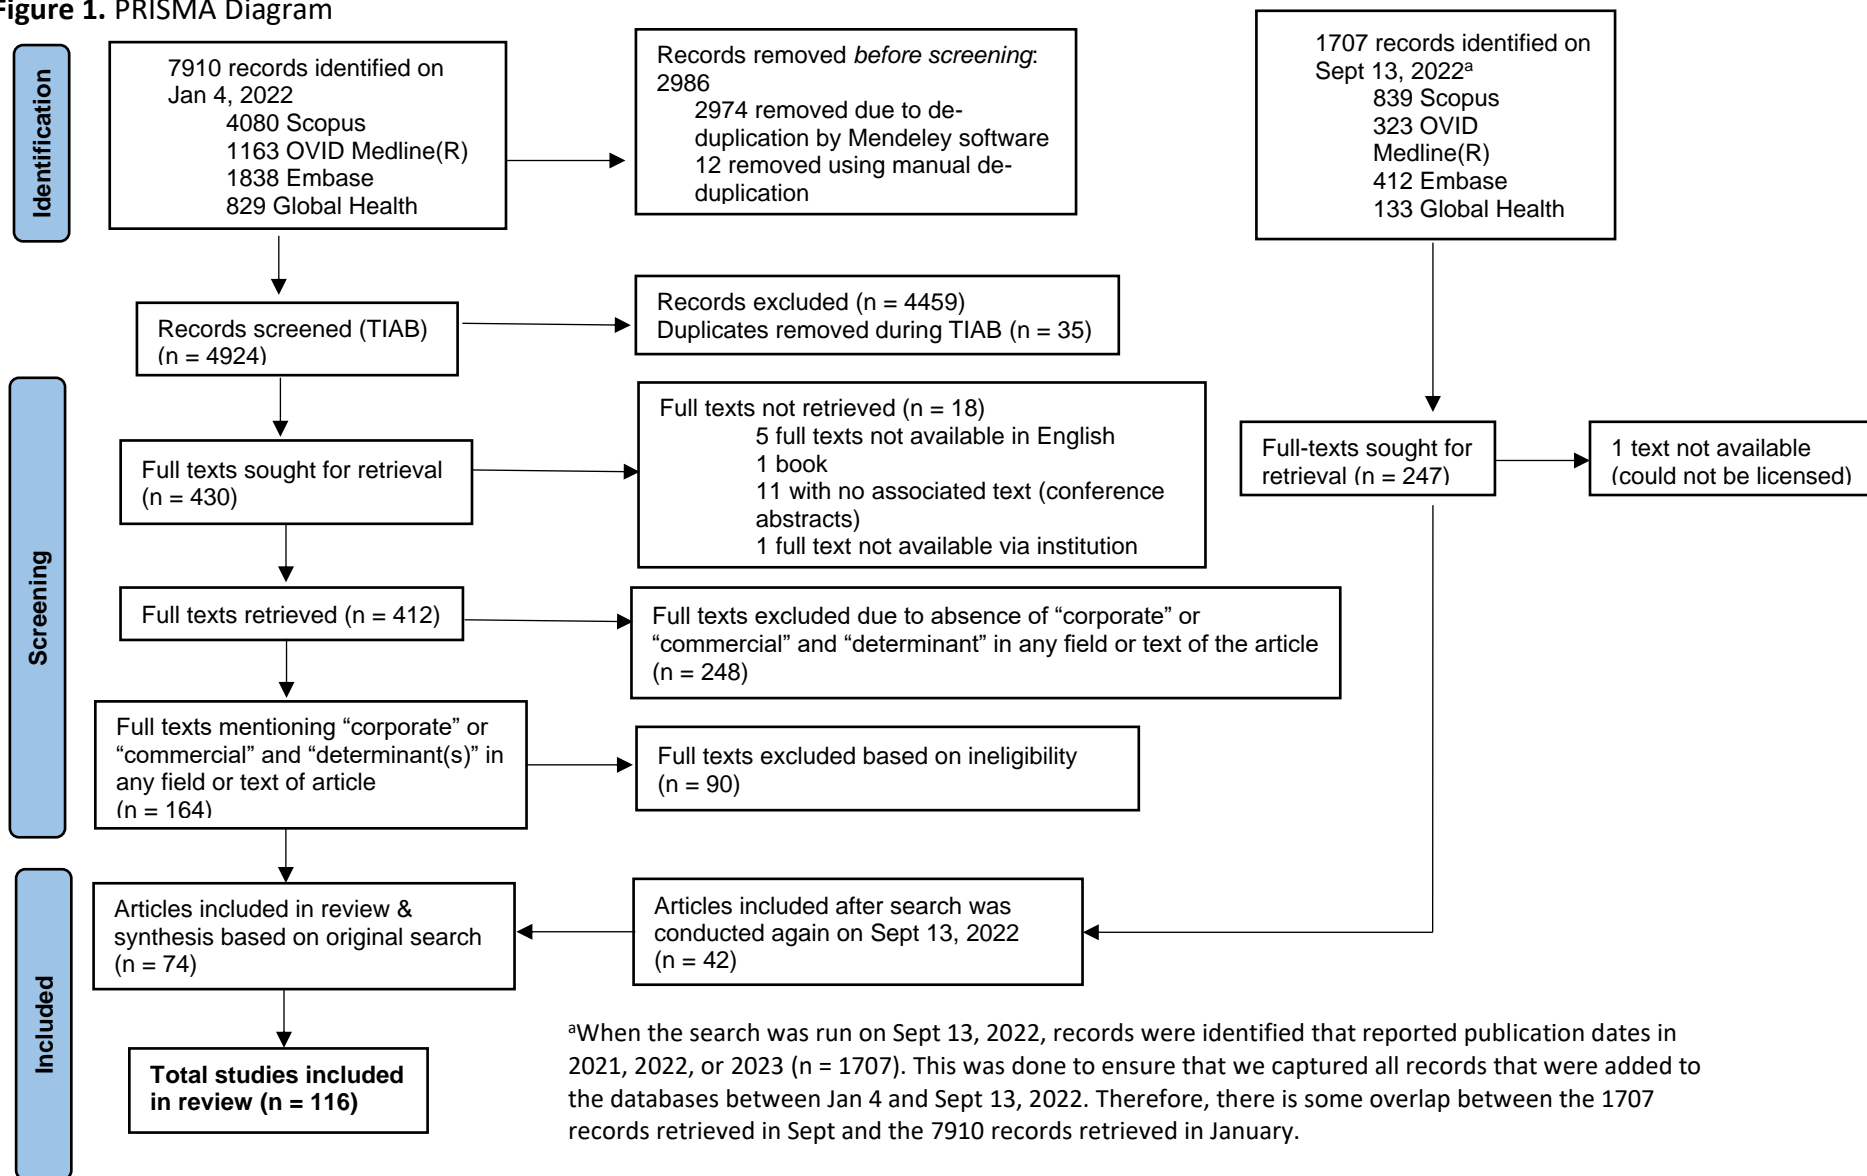 Figure 1. PRISMA Diagram
Identification
7910 records identified on
Jan 4, 2022
4080 Scopus
1163 OVID Medline(R)
1838 Embase
829 Global Health
Records removed before screening:
2986
2974 removed due to de-
duplication by Mendeley software
12 removed using manual de-
duplication
1707 records identified on
Sept 13, 2022a
839 Scopus
323 OVID
Medline(R)
412 Embase
133 Global Health
Records screened (TIAB)
(n = 4924)
Records excluded (n = 4459)
Duplicates removed during TIAB (n = 35)
Screening
Full texts sought for retrieval
(n = 430)
Full texts not retrieved (n = 18)
5 full texts not available in English
1 book
11 with no associated text (conference
abstracts)
1 full text not available via institution
Full-texts sought for
retrieval (n = 247)
1 text not available
(could not be licensed)
Full texts retrieved (n = 412)
Full texts excluded due to absence of “corporate” or
“commercial” and “determinant” in any field or text of the article
(n = 248)
Full texts mentioning “corporate” or
“commercial” and “determinant(s)” in
any field or text of article
(n = 164)
Full texts excluded based on ineligibility
(n = 90)
Included
Articles included in review &
synthesis based on original search
(n = 74)
Articles included after search was
conducted again on Sept 13, 2022
(n = 42)
Total studies included
in review (n = 116)
aWhen the search was run on Sept 13, 2022, records were identified that reported publication dates in
2021, 2022, or 2023 (n = 1707). This was done to ensure that we captured all records that were added to
the databases between Jan 4 and Sept 13, 2022. Therefore, there is some overlap between the 1707
records retrieved in Sept and the 7910 records retrieved in January.